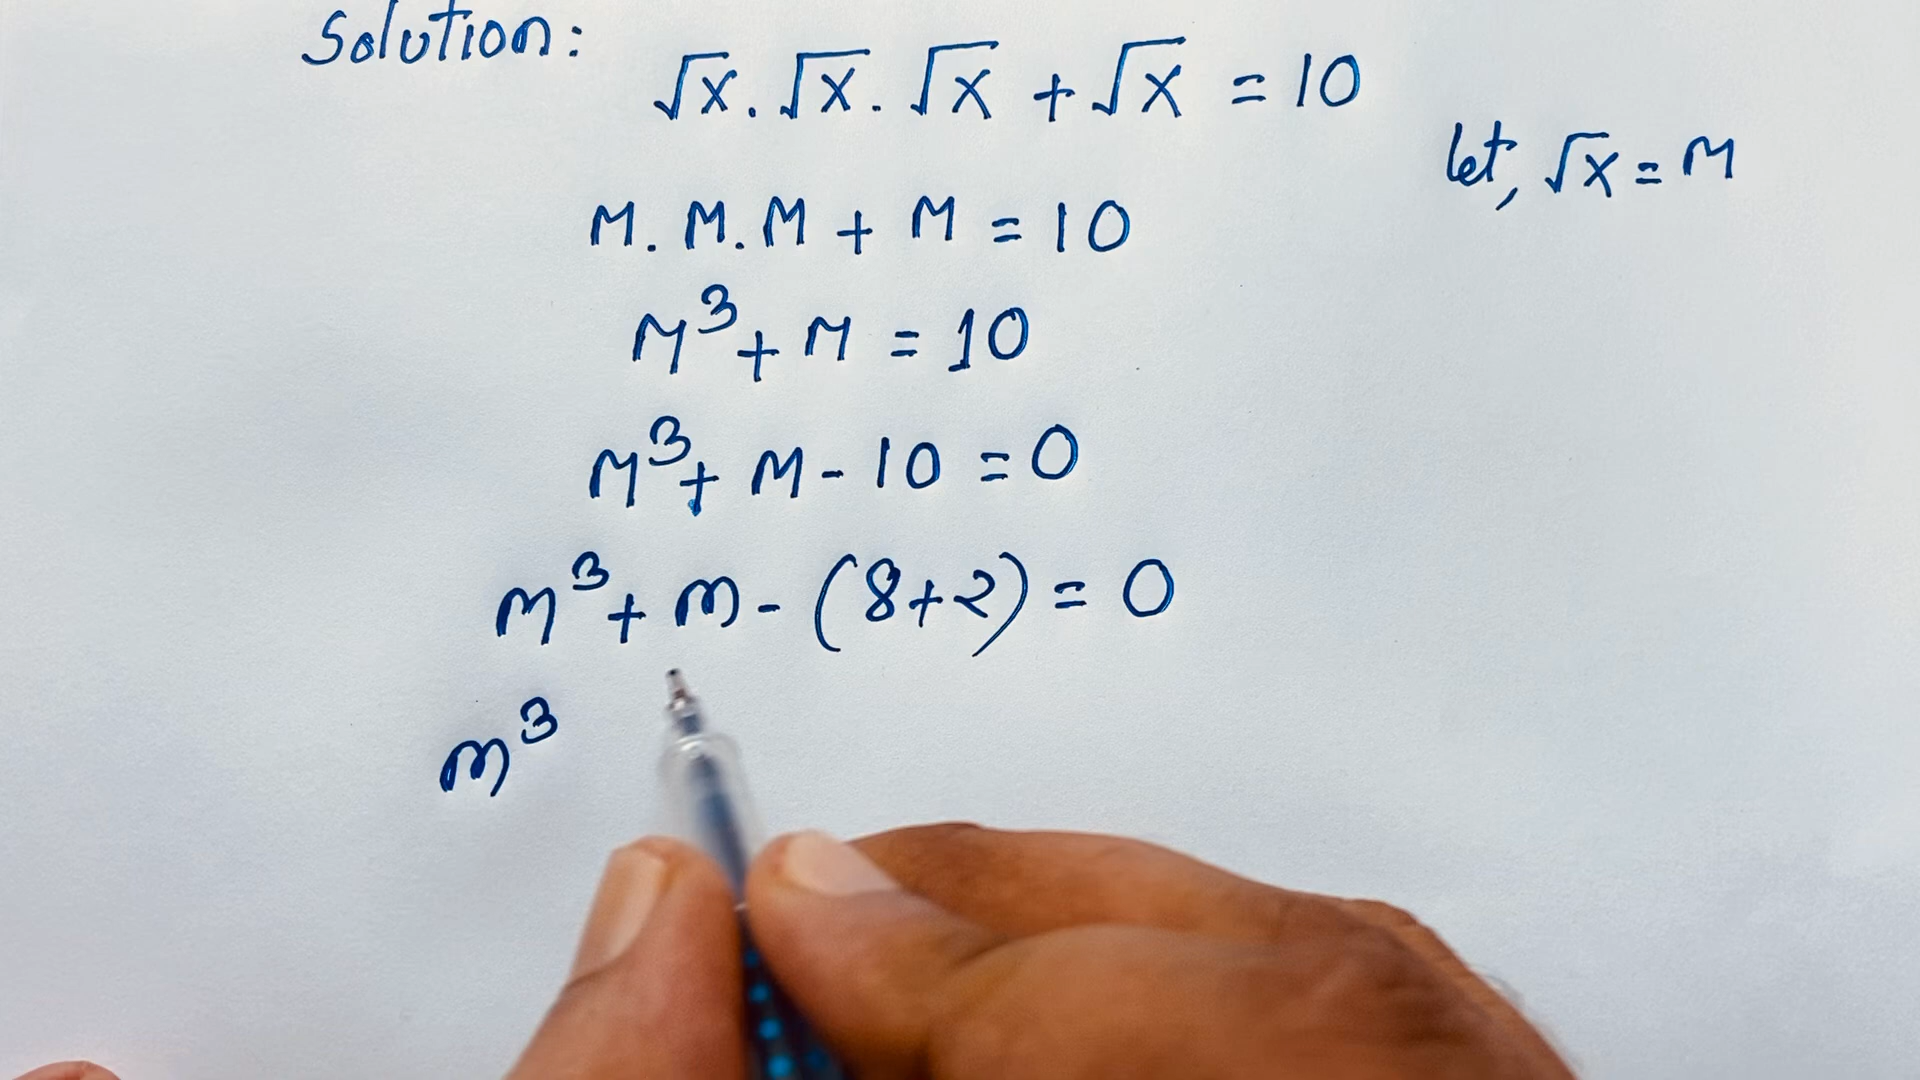 Solution:
√x . √x . √x + √x = 10
let, √x = M
M . M . M + M = 10
M³ + M = 10
M³ + M - 10 = 0
m³ + m - (8+2) = 0
m³